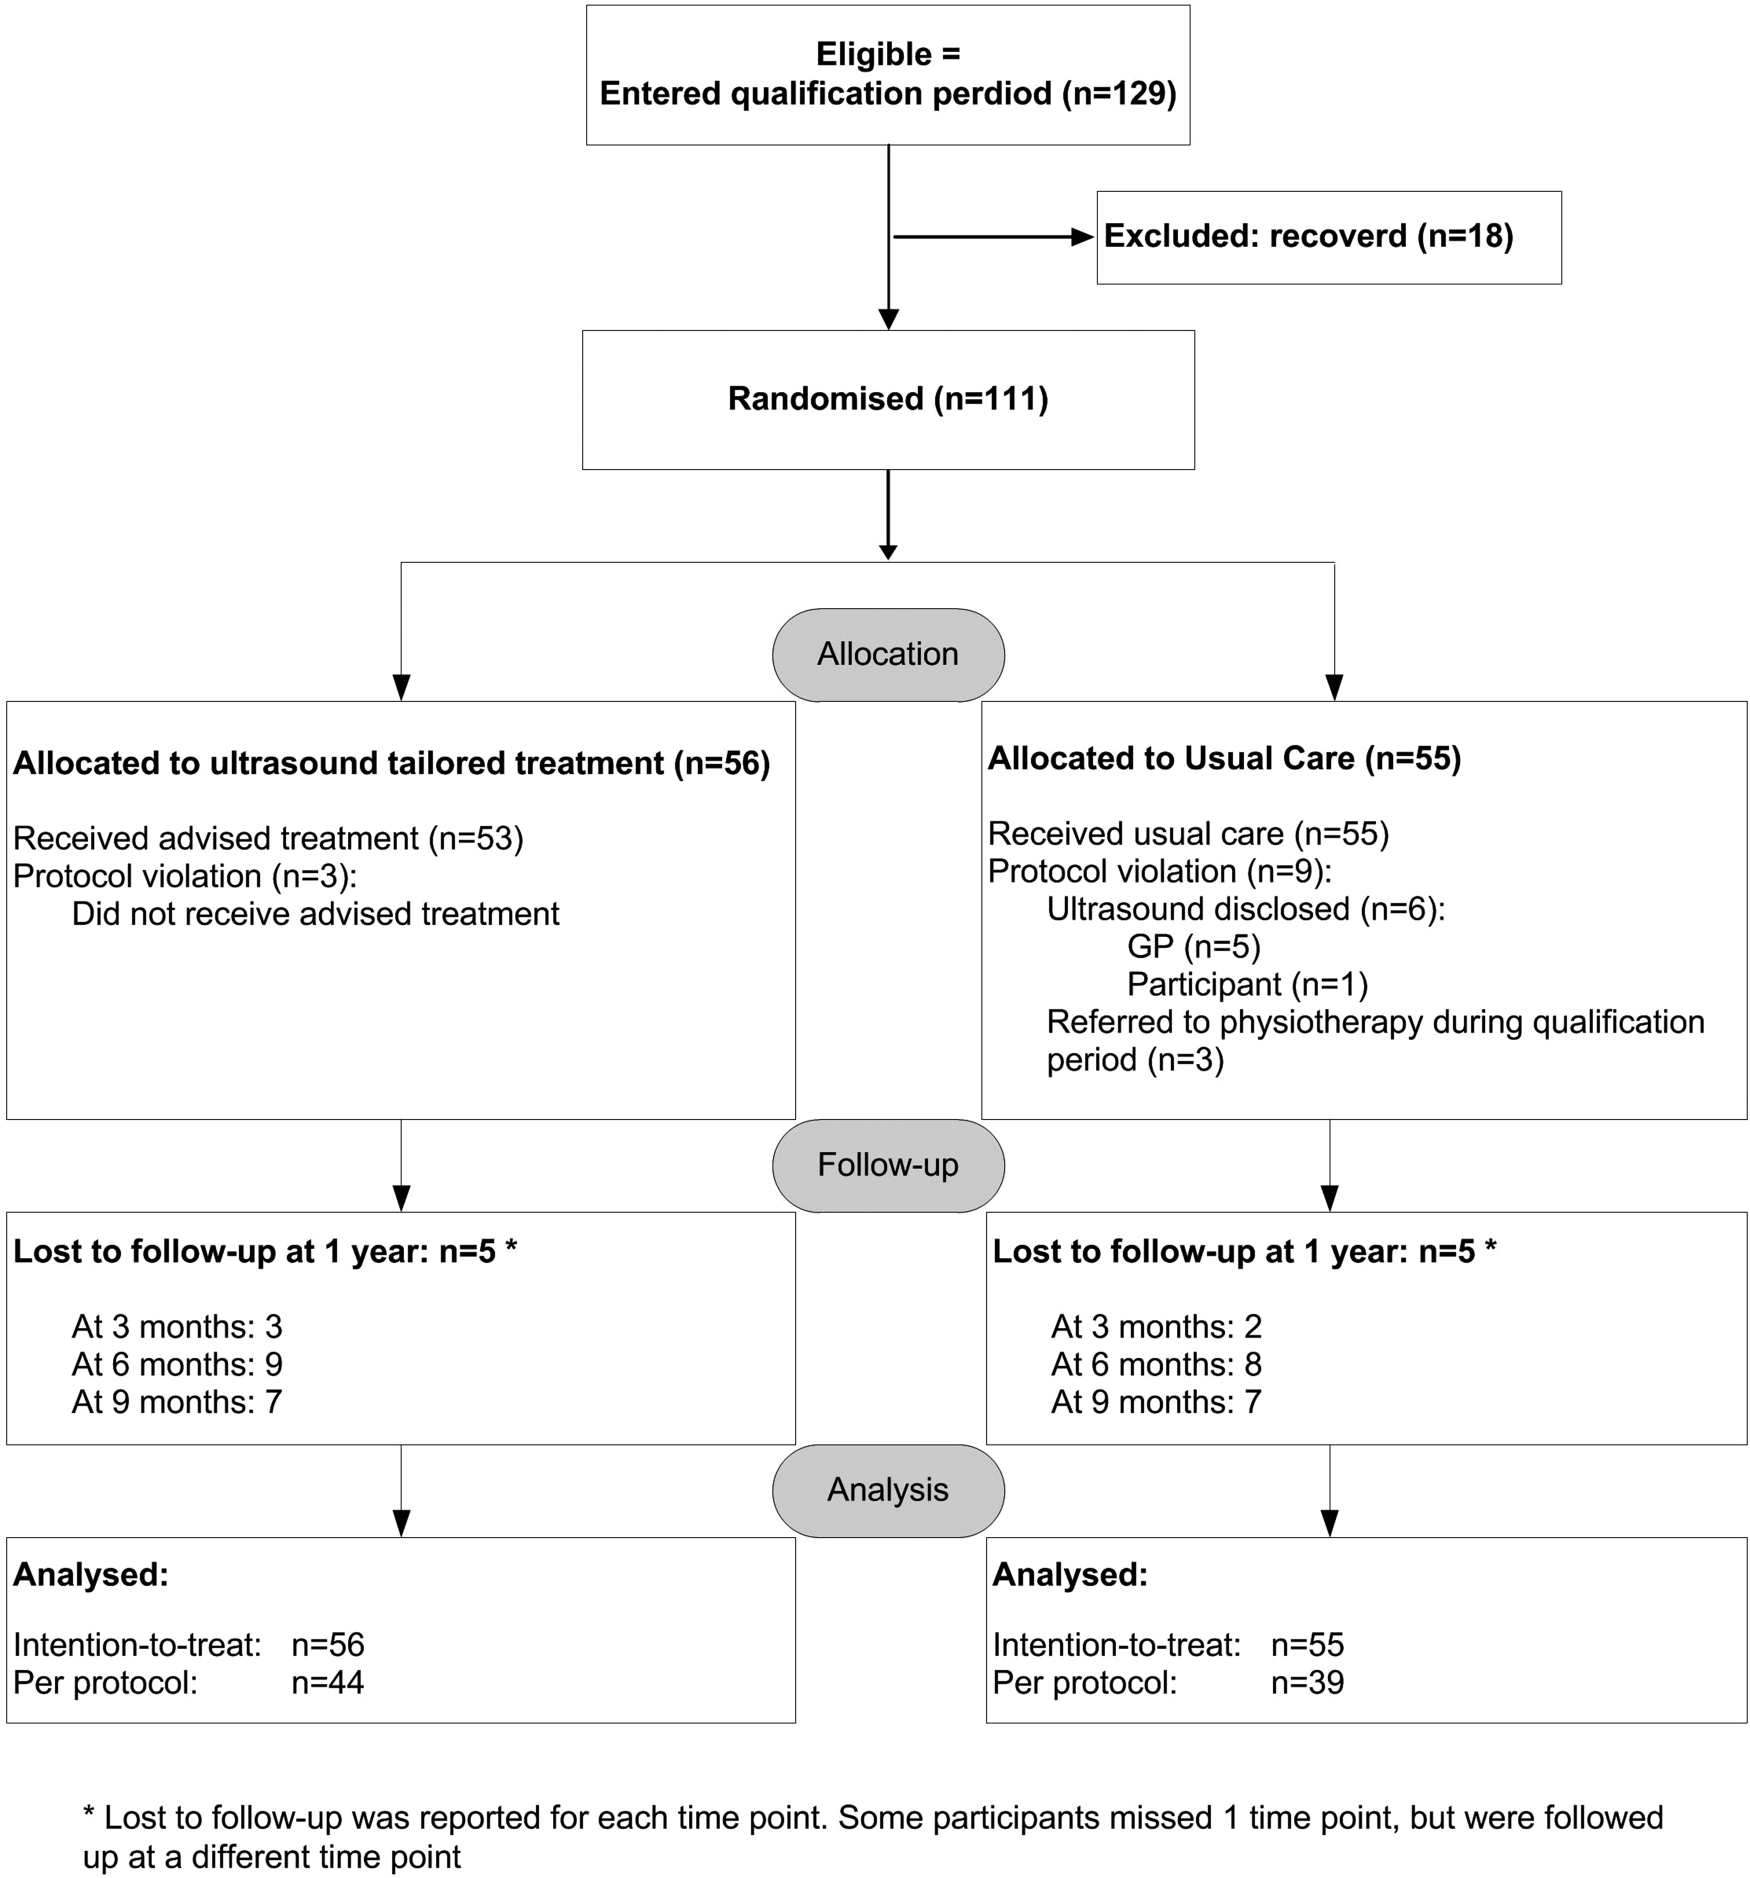 Eligible =
Entered qualification perdiod (n=129)
Excluded: recoverd (n=18)
Randomised (n=111)
Allocation
Allocated to ultrasound tailored treatment (n=56)
Received advised treatment (n=53)
Protocol violation (n=3):
Did not receive advised treatment
Allocated to Usual Care (n=55)
Received usual care (n=55)
Protocol violation (n=9):
Ultrasound disclosed (n=6):
GP (n=5)
Participant (n=1)
Referred to physiotherapy during qualification
period (n=3)
Follow-up
Lost to follow-up at 1 year: n=5 *
At 3 months: 3
At 6 months: 9
At 9 months: 7
Lost to follow-up at 1 year: n=5 *
At 3 months: 2
At 6 months: 8
At 9 months: 7
Analysis
Analysed:
Intention-to-treat: n=56
Per protocol: n=44
Analysed:
Intention-to-treat: n=55
Per protocol: n=39
* Lost to follow-up was reported for each time point. Some participants missed 1 time point, but were followed
up at a different time point